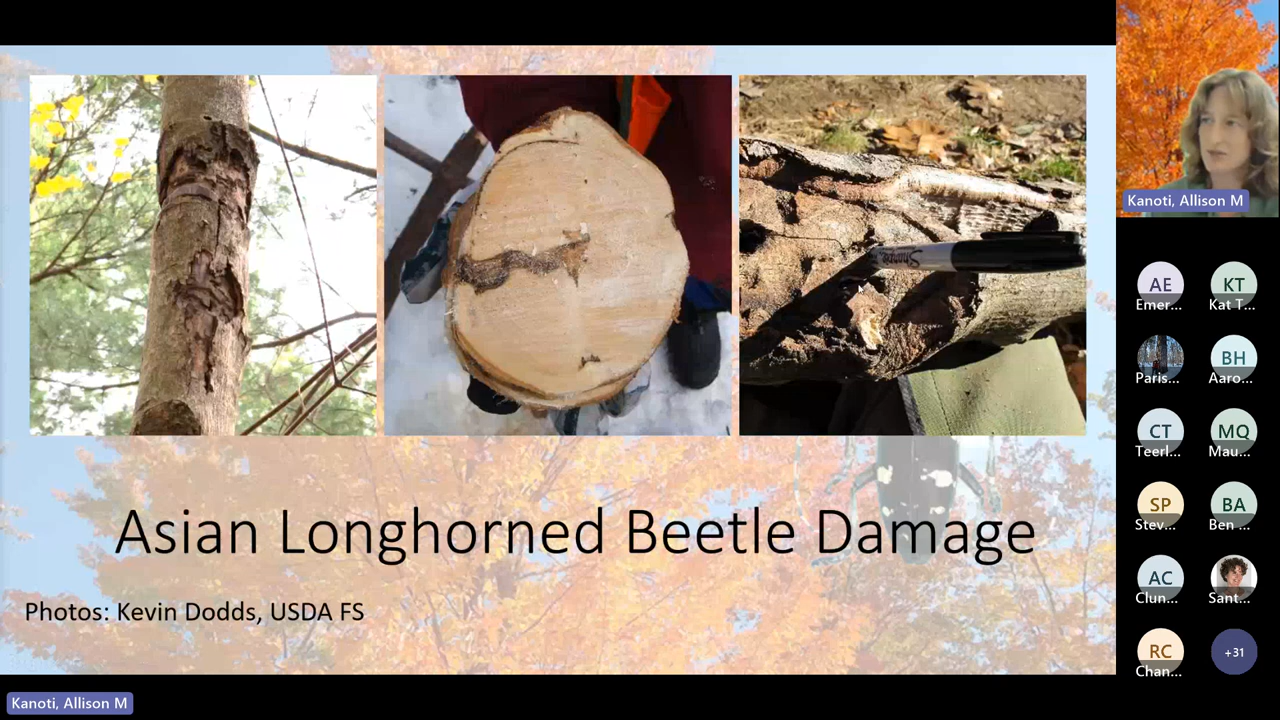 Kanoti, Allison M
Sharpie
Asian Longhorned Beetle Damage
Photos: Kevin Dodds, USDA FS
Kanoti, Allison M
AE
Emer...
KT
Kat T...
Paris...
BH
Aaro...
CT
Teerl...
MQ
Mau...
SP
Stev...
BA
Ben ...
AC
Clun...
Sant...
RC
Chan...
+31